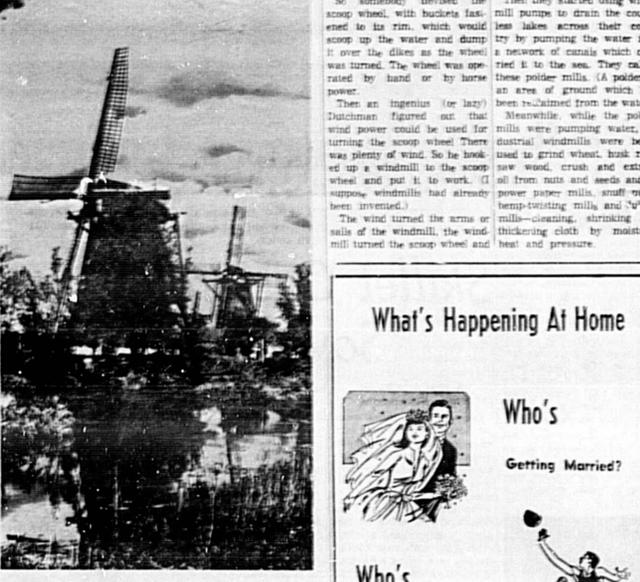 So somebody devised the
scoop wheel, with buckets fast-
ened to its rim, which would
scoop up the water and dump
it over the dikes as the wheel
was turned. The wheel was ope-
rated by hand or by horse
power.
Then an ingenius (or lazy)
Dutchman figured out that
wind power could be used for
turning the scoop wheel There
was plenty of wind. So he hook-
ed up a windmill to the scoop
wheel and put it to work. (I
suppose windmills had already
been invented.)
The wind turned the arms or
sails of the windmill, the wind-
mill turned the scoop wheel and
Then they started using
mill pumps to drain the
less lakes across their
try by pumping the water
a network of canals which
ried it to the sea. They
these polder mills. (A
an area of ground which
been reclaimed from the
Meanwhile, while the
mills were pumping water,
dustrial windmills were
used to grind wheat, husk
saw wood, crush and
oil from nuts and seeds
power paper mills, snuff
hemp-twisting mills and
mills—cleaning, shrinking
thickening cloth by
heat and pressure.
What's Happening At Home
Who's
Getting Married?
Who's